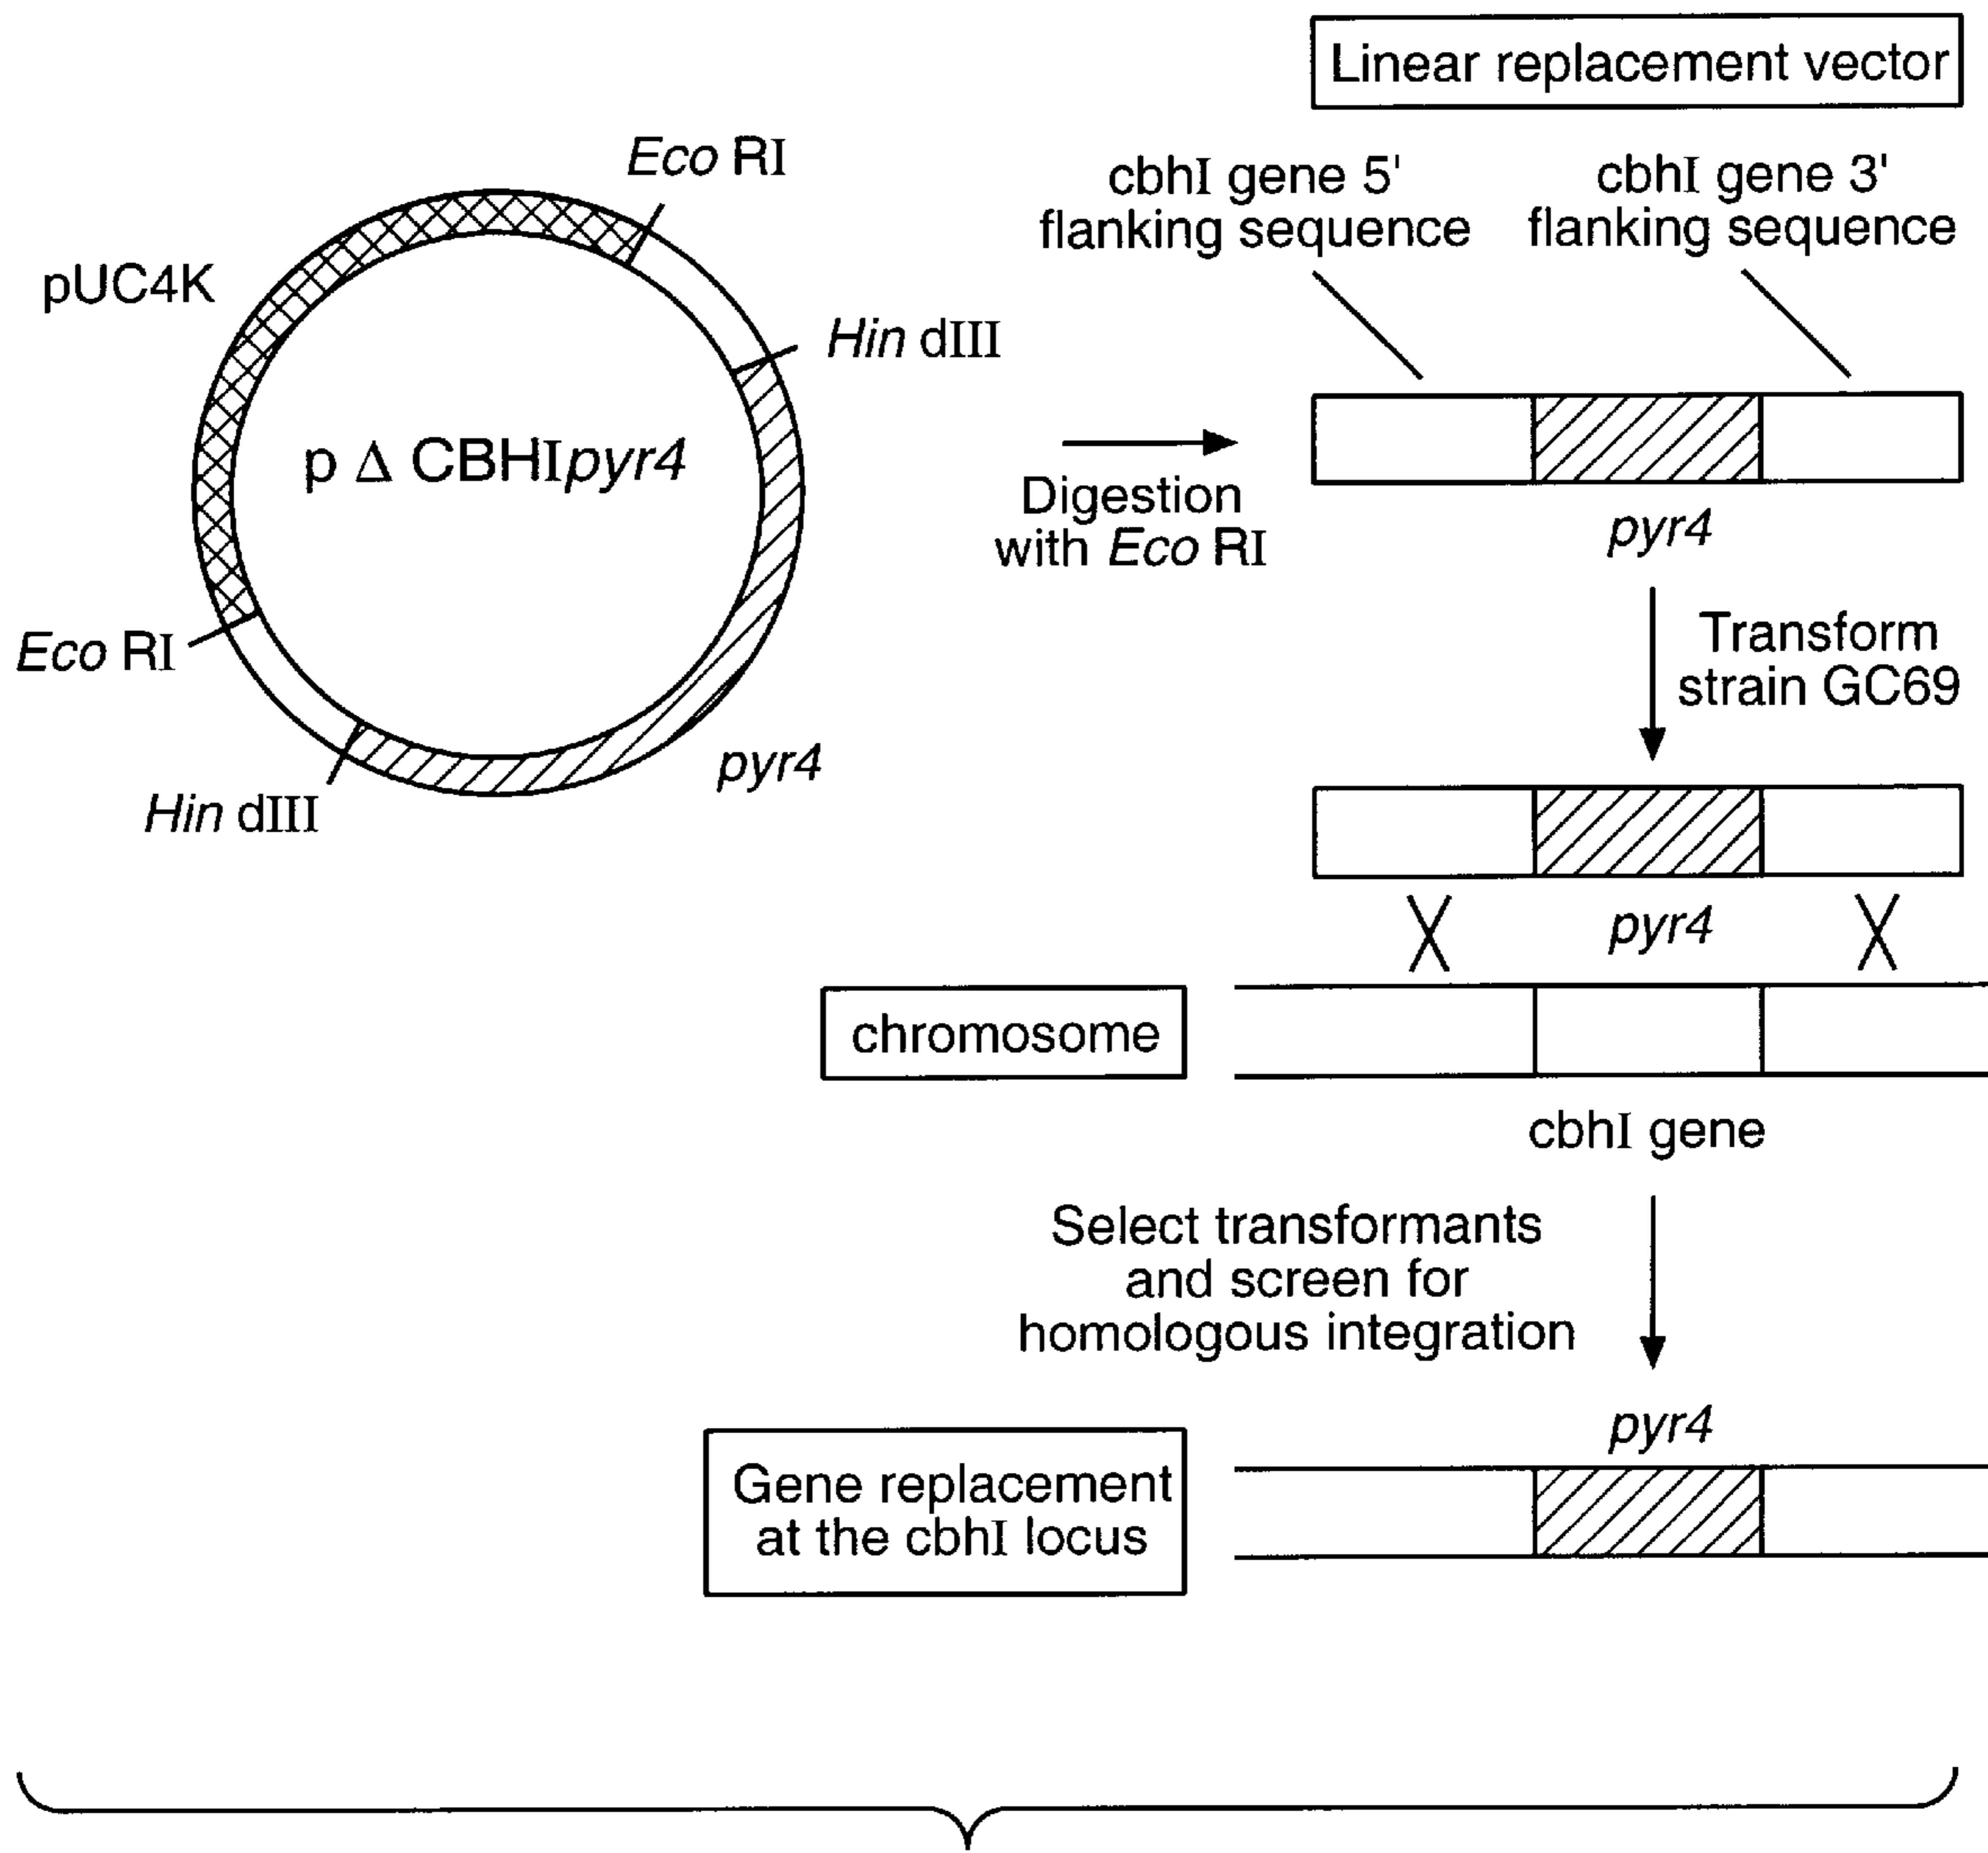 Linear replacement vector
Eco RI
cbhI gene 5'
flanking sequence
cbhI gene 3'
flanking sequence
pUC4K
Hin dIII
p Δ CBHIpyr4
Digestion
with Eco RI
pyr4
Eco RI
Transform
strain GC69
pyr4
Hin dIII
pyr4
chromosome
cbhI gene
Select transformants
and screen for
homologous integration
pyr4
Gene replacement
at the cbhI locus